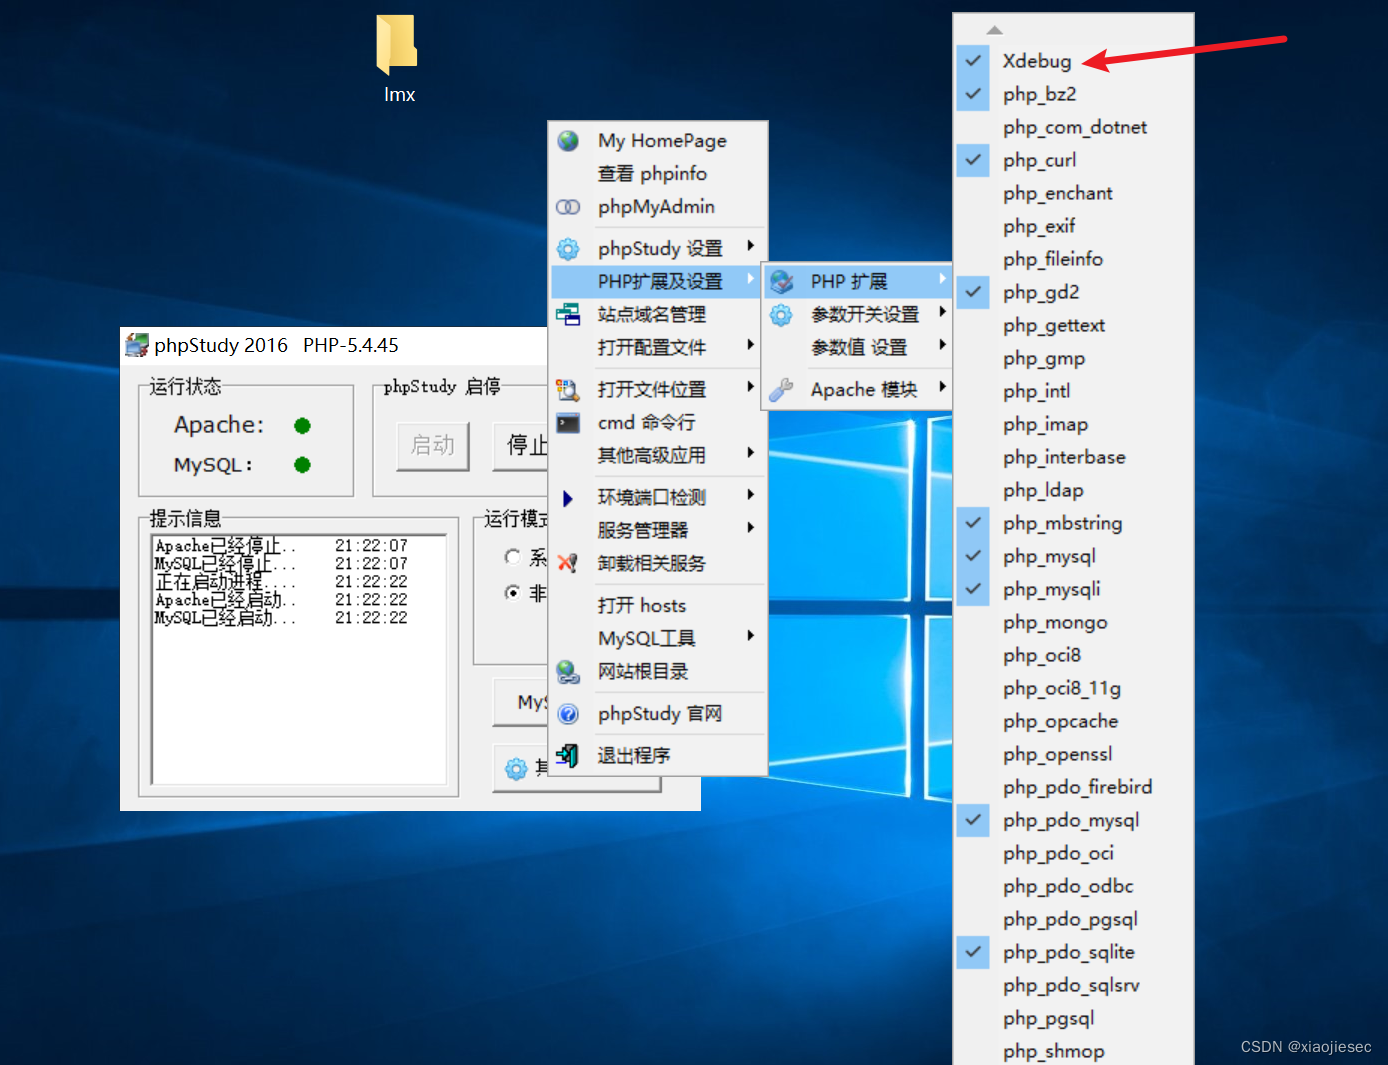 lmx
phpStudy 2016 PHP-5.4.45
运行状态
Apache:
MySQL:
phpStudy 启停
启动
停止
提示信息
Apache已经停止.. 21:22:07
MySQL已经停止... 21:22:07
正在启动进程.... 21:22:22
Apache已经启动.. 21:22:22
MySQL已经启动... 21:22:22
运行模式
系
非
MyS
My HomePage
查看 phpinfo
phpMyAdmin
phpStudy 设置
PHP扩展及设置
站点域名管理
打开配置文件
打开文件位置
cmd 命令行
其他高级应用
环境端口检测
服务管理器
卸载相关服务
打开 hosts
MySQL工具
网站根目录
phpStudy 官网
退出程序
PHP 扩展
参数开关设置
参数值 设置
Apache 模块
Xdebug
php_bz2
php_com_dotnet
php_curl
php_enchant
php_exif
php_fileinfo
php_gd2
php_gettext
php_gmp
php_intl
php_imap
php_interbase
php_ldap
php_mbstring
php_mysql
php_mysqli
php_mongo
php_oci8
php_oci8_11g
php_opcache
php_openssl
php_pdo_firebird
php_pdo_mysql
php_pdo_oci
php_pdo_odbc
php_pdo_pgsql
php_pdo_sqlite
php_pdo_sqlsrv
php_pgsql
php_shmop
CSDN @xiaojiesec